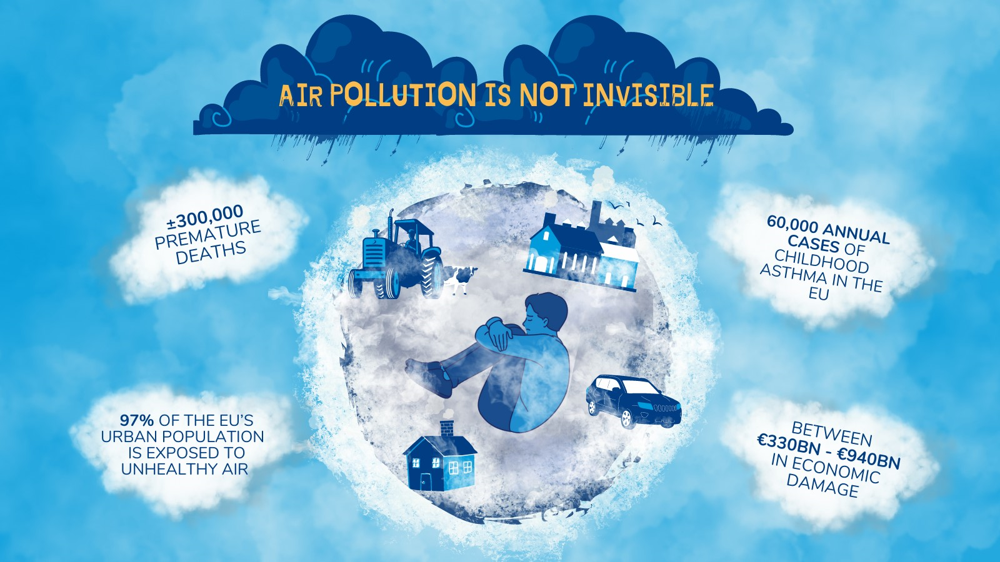 AIR POLLUTION IS NOT INVISIBLE
±300,000
PREMATURE
DEATHS
60,000 ANNUAL
CASES OF
CHILDHOOD
ASTHMA IN THE
EU
97% OF THE EU'S
URBAN POPULATION
IS EXPOSED TO
UNHEALTHY AIR
BETWEEN
€330BN - €940BN
IN ECONOMIC
DAMAGE